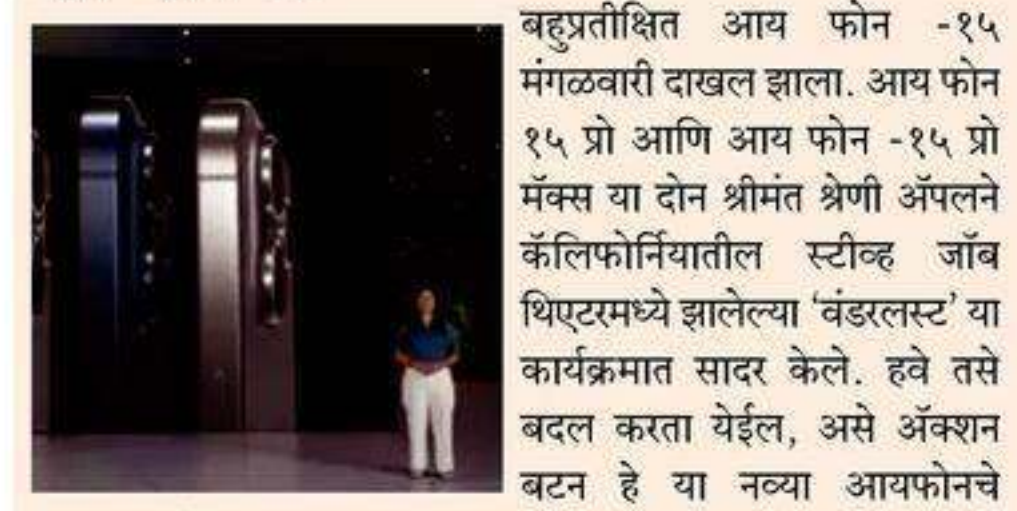 बहुप्रतीक्षित आय फोन -१५
मंगळवारी दाखल झाला. आय फोन
१५ प्रो आणि आय फोन -१५ प्रो
मॅक्स या दोन श्रीमंत श्रेणी ॲपलने
कॅलिफोर्नियातील स्टीव्ह जॉब
थिएटरमध्ये झालेल्या ‘वंडरलस्ट’ या
कार्यक्रमात सादर केले. हवे तसे
बदल करता येईल, असे ॲक्शन
बटन हे या नव्या आयफोनचे